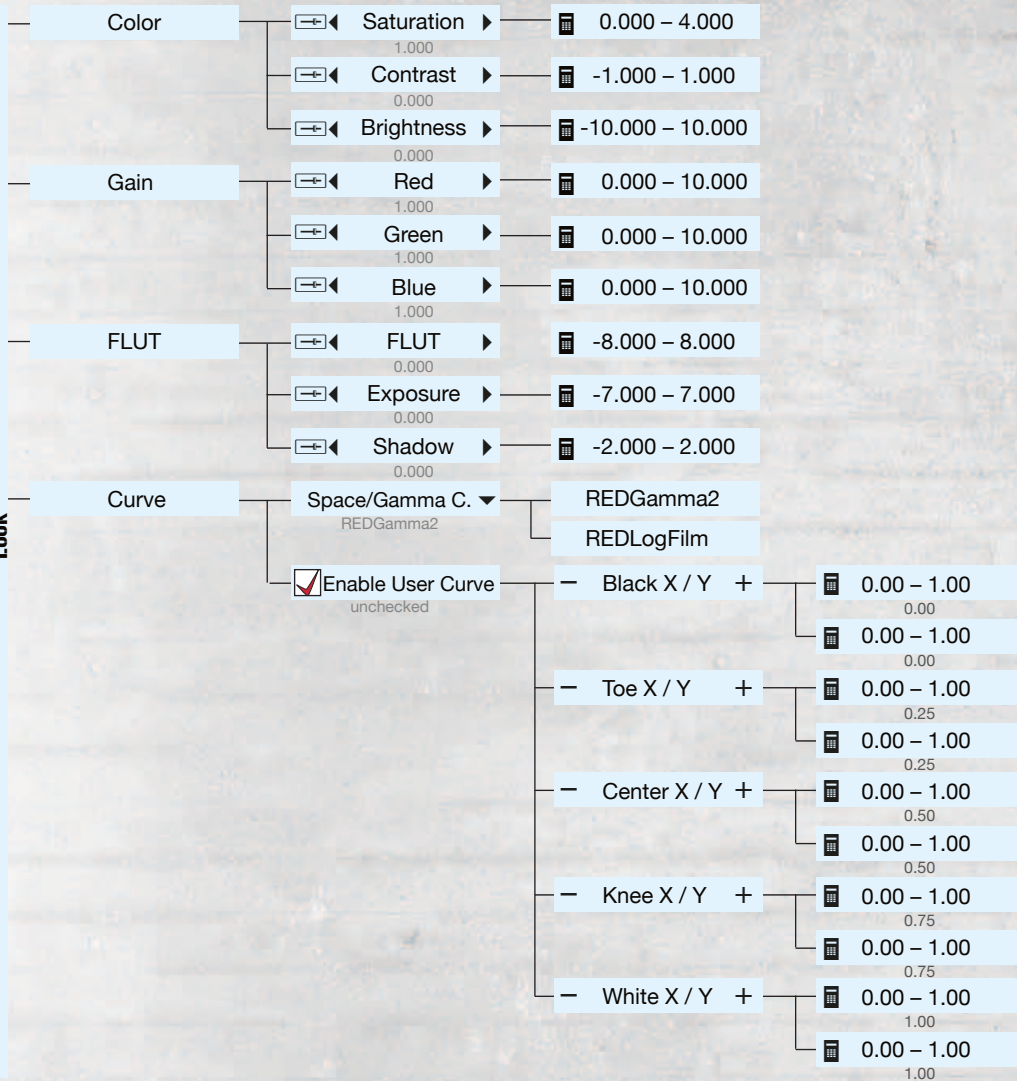 Color
Saturation
0.000 – 4.000
1.000
Contrast
-1.000 – 1.000
0.000
Brightness
-10.000 – 10.000
0.000
Gain
Red
0.000 – 10.000
1.000
Green
0.000 – 10.000
1.000
Blue
0.000 – 10.000
1.000
FLUT
FLUT
-8.000 – 8.000
0.000
Exposure
-7.000 – 7.000
0.000
Shadow
-2.000 – 2.000
0.000
Curve
Space/Gamma C.
REDGamma2
REDGamma2
REDLogFilm
Enable User Curve
unchecked
− Black X / Y +
0.00 – 1.00
0.00
0.00 – 1.00
0.00
− Toe X / Y +
0.00 – 1.00
0.25
0.00 – 1.00
0.25
− Center X / Y +
0.00 – 1.00
0.50
0.00 – 1.00
0.50
− Knee X / Y +
0.00 – 1.00
0.75
0.00 – 1.00
0.75
− White X / Y +
0.00 – 1.00
1.00
0.00 – 1.00
1.00